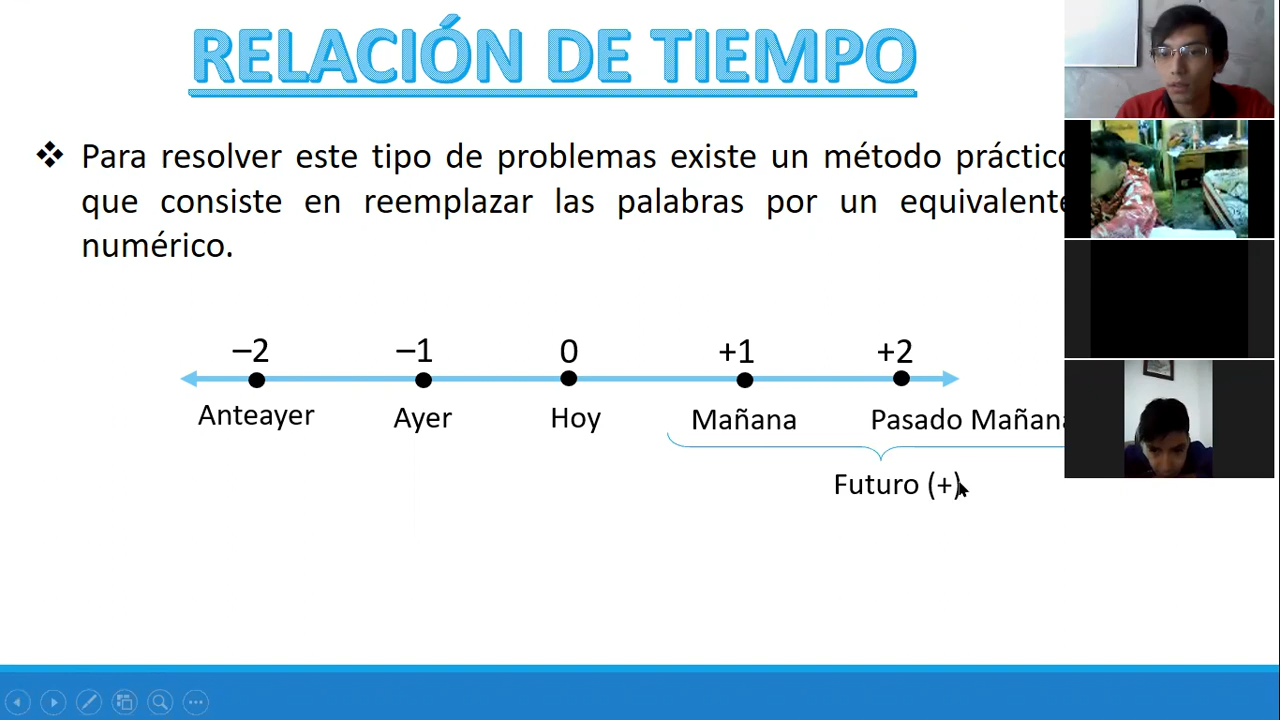 RELACIÓN DE TIEMPO
❖ Para resolver este tipo de problemas existe un método práctico
que consiste en reemplazar las palabras por un equivalente
numérico.
–2 –1 0 +1 +2
Anteayer Ayer Hoy Mañana Pasado Mañana
Futuro (+)